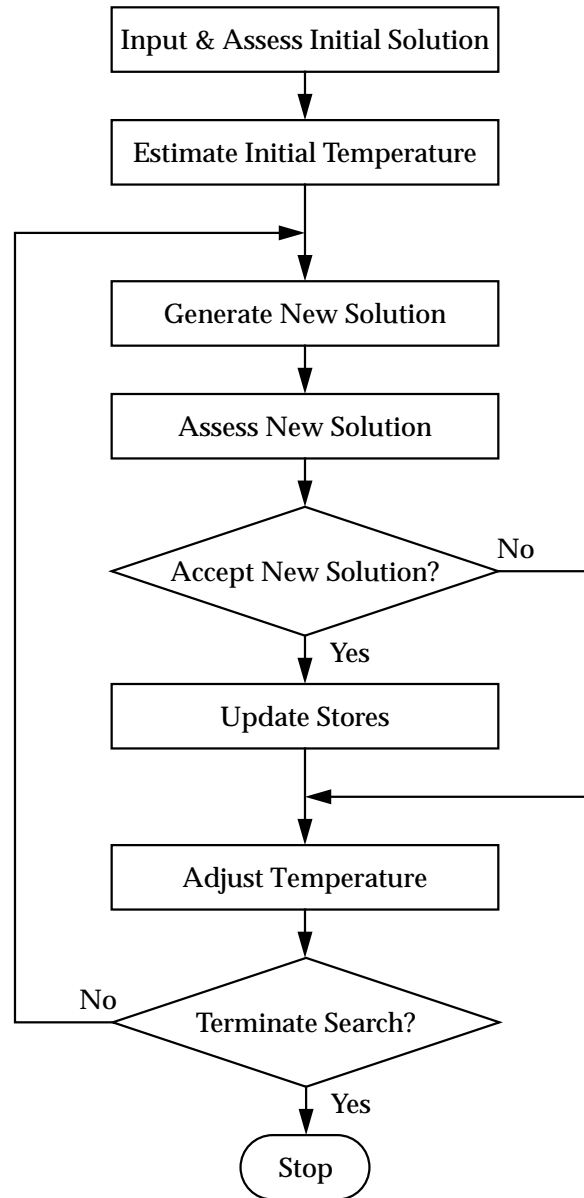 Input & Assess Initial Solution
Estimate Initial Temperature
Generate New Solution
Assess New Solution
Accept New Solution?
No
Yes
Update Stores
Adjust Temperature
Terminate Search?
No
Yes
Stop